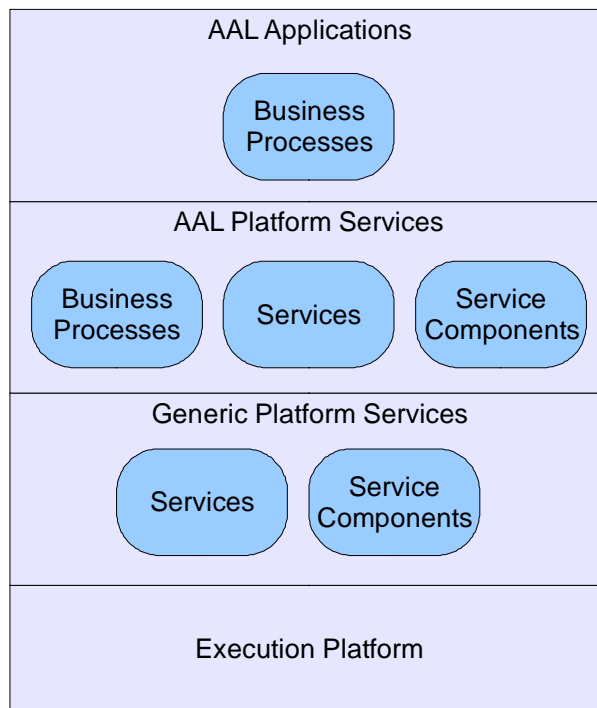 AAL Applications
Business
Processes
AAL Platform Services
Business
Processes
Services
Service
Components
Generic Platform Services
Services
Service
Components
Execution Platform